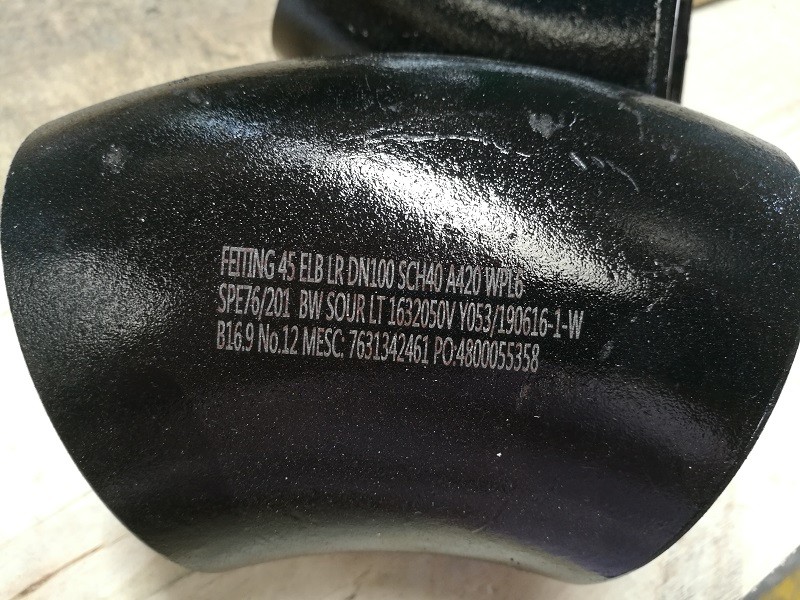 FEITING 45 ELB LR DN100 SCH40 A420 WPL6
SPE76/201 BW SOUR LT 1632050V Y053/190616-1-W
B16.9 No.12 MESC: 7631342461 PO:4800055358